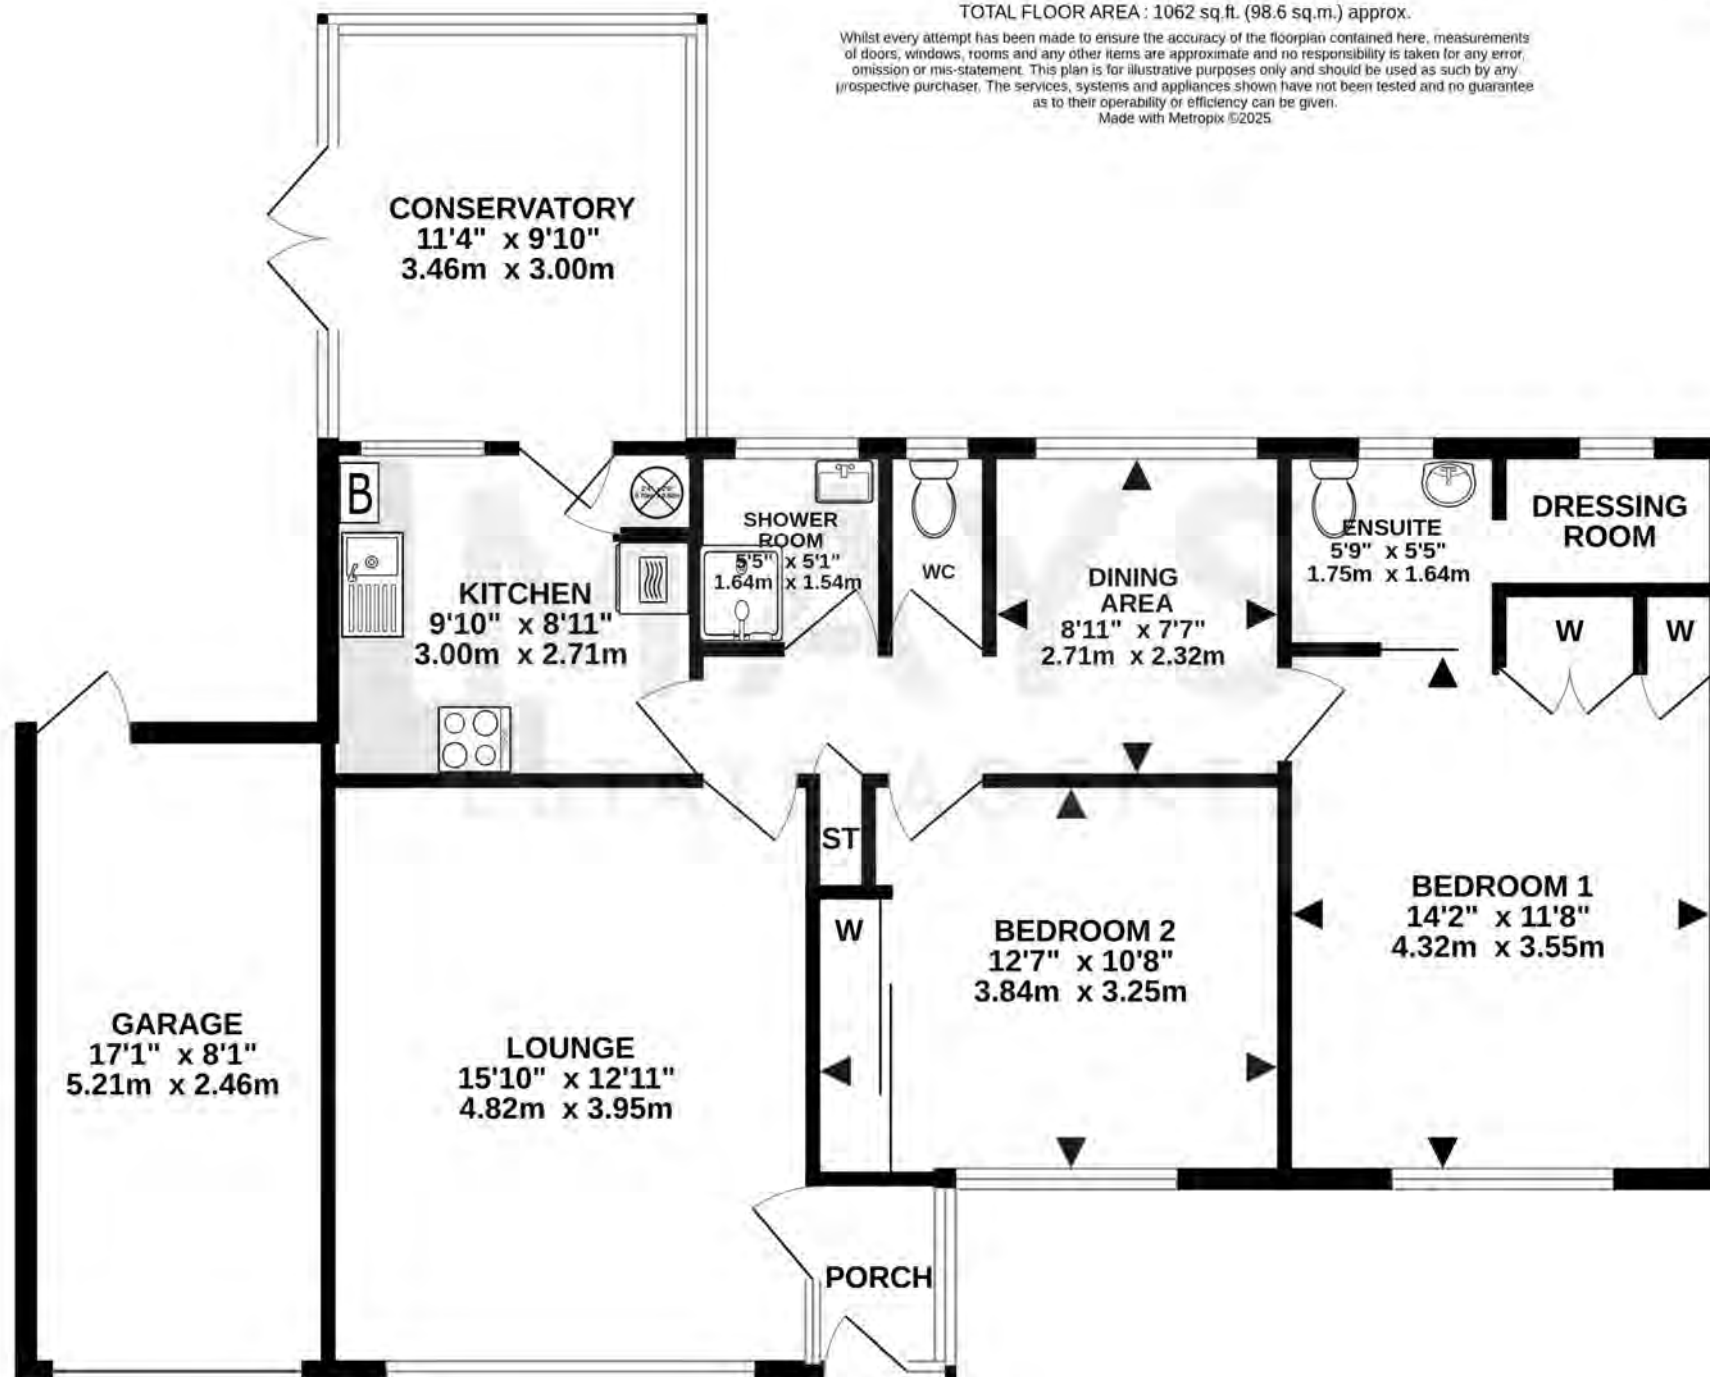 TOTAL FLOOR AREA : 1062 sq.ft. (98.6 sq.m.) approx.
Whilst every attempt has been made to ensure the accuracy of the floorplan contained here, measurements
of doors, windows, rooms and any other items are approximate and no responsibility is taken for any error,
omission or mis-statement. This plan is for illustrative purposes only and should be used as such by any
prospective purchaser. The services, systems and appliances shown have not been tested and no guarantee
as to their operability or efficiency can be given.
Made with Metropix ©2025
CONSERVATORY
11'4" x 9'10"
3.46m x 3.00m
B
KITCHEN
9'10" x 8'11"
3.00m x 2.71m
SHOWER
ROOM
5'5" x 5'1"
1.64m x 1.54m
WC
DINING
AREA
8'11" x 7'7"
2.71m x 2.32m
ENSUITE
5'9" x 5'5"
1.75m x 1.64m
DRESSING
ROOM
W
W
ST
W
BEDROOM 2
12'7" x 10'8"
3.84m x 3.25m
BEDROOM 1
14'2" x 11'8"
4.32m x 3.55m
GARAGE
17'1" x 8'1"
5.21m x 2.46m
LOUNGE
15'10" x 12'11"
4.82m x 3.95m
PORCH